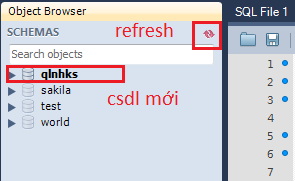 Object Browser
SQL File 1
SCHEMAS
refresh
Search objects
qlnhks
sakila
test
world
csdl mới
1
2
3
4
5
6
7